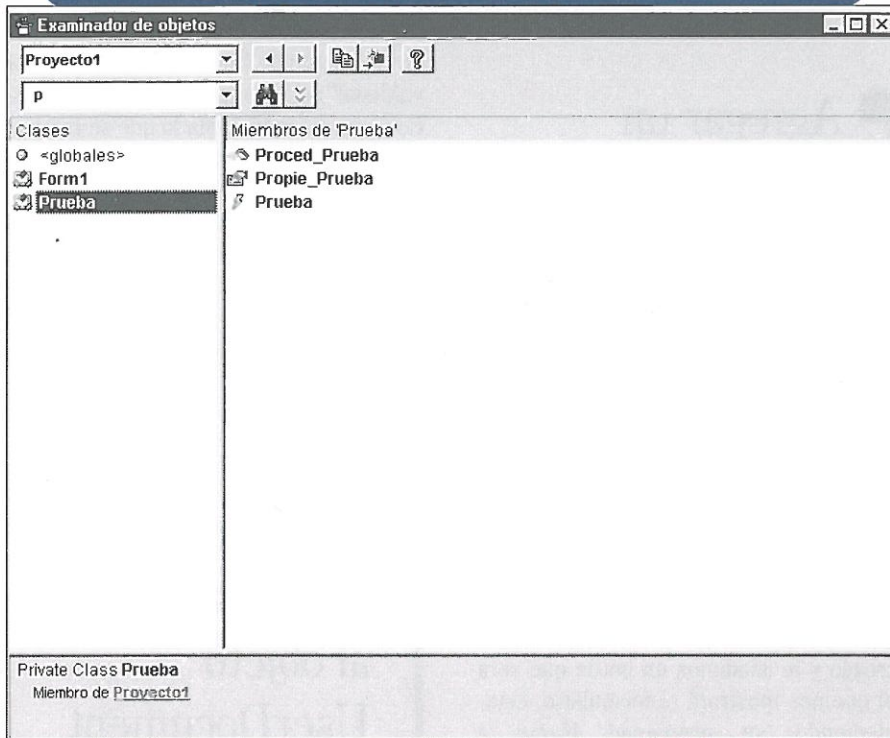 Examinador de objetos
Proyecto1
p
Clases
Miembros de 'Prueba'
<globales>
Proced_Prueba
Form1
Propie_Prueba
Prueba
Prueba
Private Class Prueba
Miembro de Proyecto1